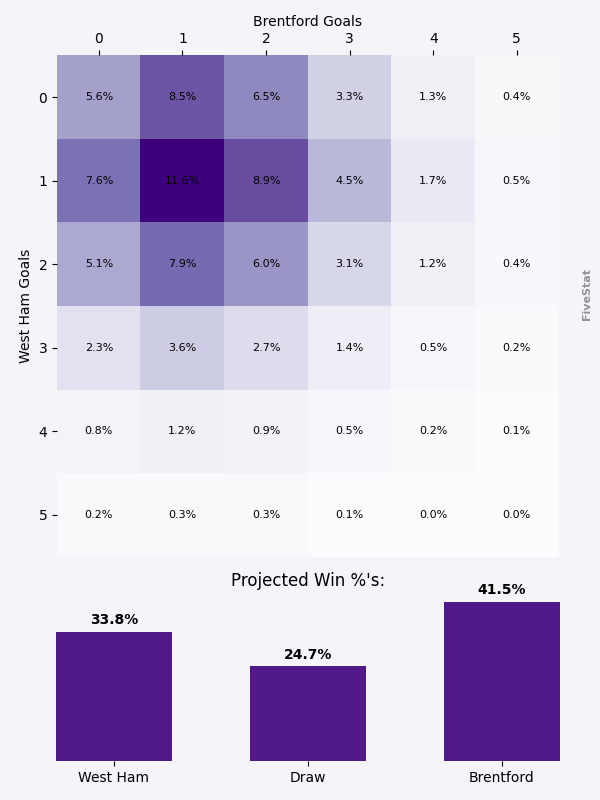 Brentford Goals
0 1 2 3 4 5
0 5.6% 8.5% 6.5% 3.3% 1.3% 0.4%
1 7.6% 11.6% 8.9% 4.5% 1.7% 0.5%
2 5.1% 7.9% 6.0% 3.1% 1.2% 0.4%
3 2.3% 3.6% 2.7% 1.4% 0.5% 0.2%
4 0.8% 1.2% 0.9% 0.5% 0.2% 0.1%
5 0.2% 0.3% 0.3% 0.1% 0.0% 0.0%
West Ham Goals
FiveStat
Projected Win %'s:
33.8% 24.7% 41.5%
West Ham Draw Brentford